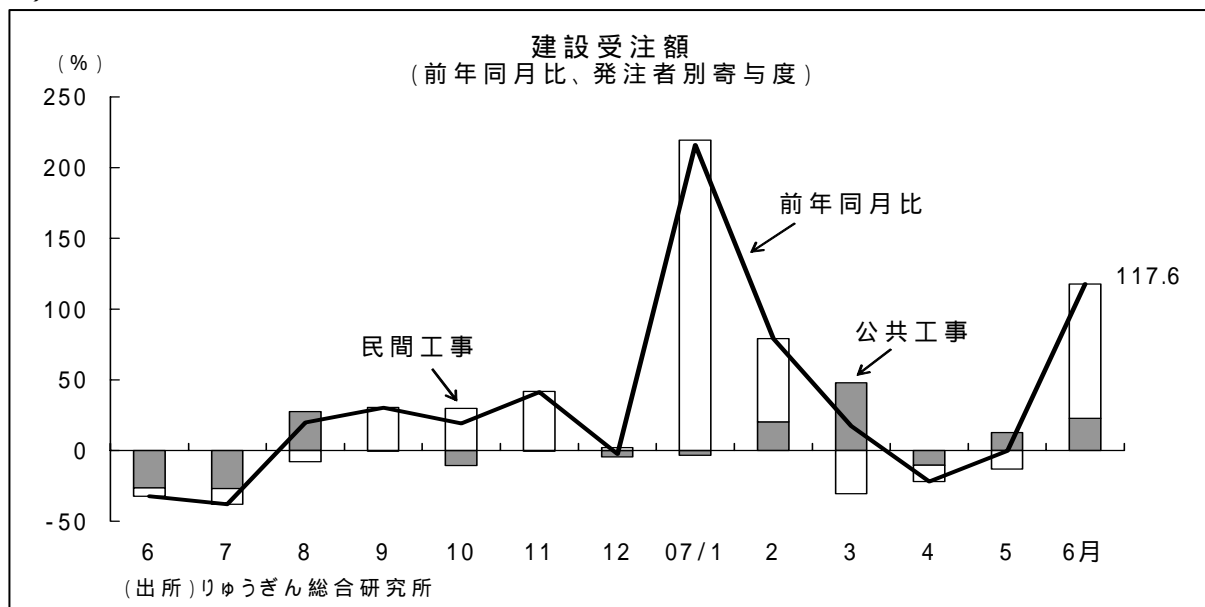 建設受注額
(前年同月比、発注者別寄与度)
(%)
250
200
150
100
50
0
-50
前年同月比
117.6
公共工事
民間工事
6 7 8 9 10 11 12 07/1 2 3 4 5 6月
(出所)りゅうぎん総合研究所